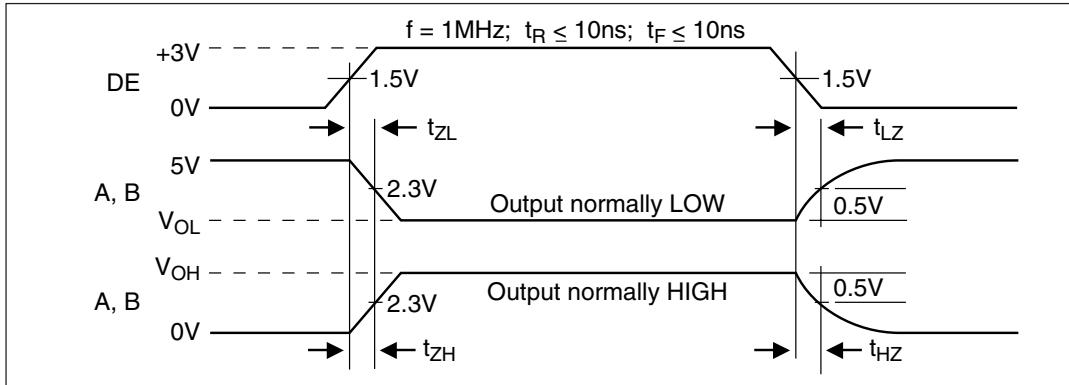 f = 1MHz; tR ≤ 10ns; tF ≤ 10ns
+3V
DE
1.5V
1.5V
0V
tZL
tLZ
5V
A, B
2.3V
Output normally LOW
0.5V
VOL
VOH
A, B
2.3V
Output normally HIGH
0.5V
0V
tZH
tHZ